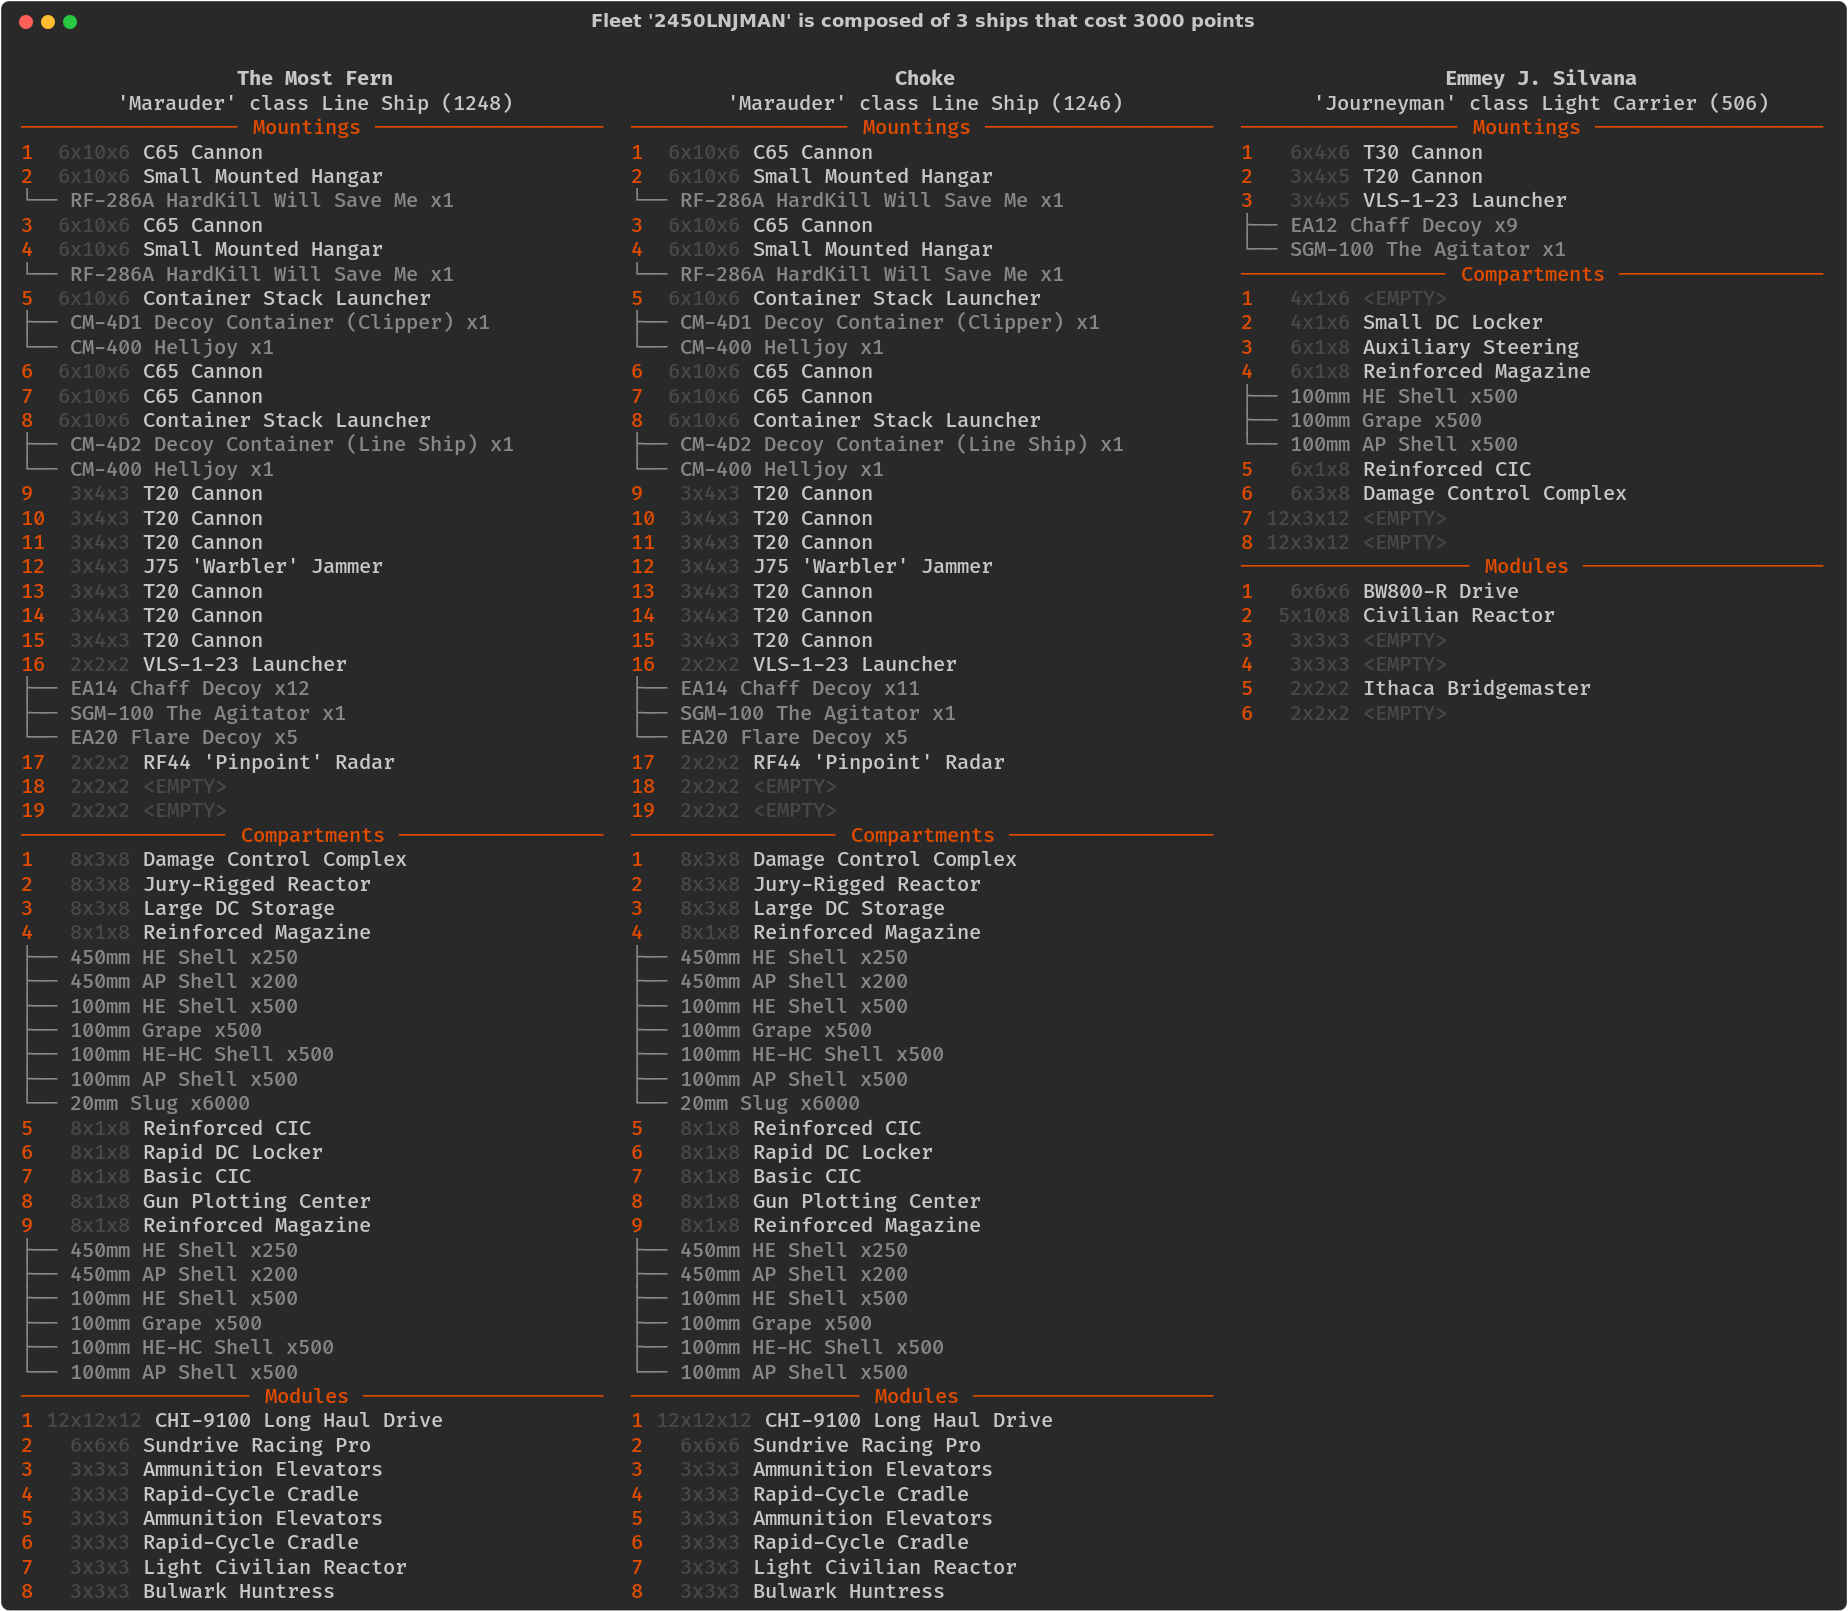 Fleet '2450LNJMAN' is composed of 3 ships that cost 3000 points
The Most Fern
'Marauder' class Line Ship (1248)
Mountings
1 6x10x6 C65 Cannon
2 6x10x6 Small Mounted Hangar
└── RF-286A HardKill Will Save Me x1
3 6x10x6 C65 Cannon
4 6x10x6 Small Mounted Hangar
└── RF-286A HardKill Will Save Me x1
5 6x10x6 Container Stack Launcher
├── CM-4D1 Decoy Container (Clipper) x1
└── CM-400 Helljoy x1
6 6x10x6 C65 Cannon
7 6x10x6 C65 Cannon
8 6x10x6 Container Stack Launcher
├── CM-4D2 Decoy Container (Line Ship) x1
└── CM-400 Helljoy x1
9 3x4x3 T20 Cannon
10 3x4x3 T20 Cannon
11 3x4x3 T20 Cannon
12 3x4x3 J75 'Warbler' Jammer
13 3x4x3 T20 Cannon
14 3x4x3 T20 Cannon
15 3x4x3 T20 Cannon
16 2x2x2 VLS-1-23 Launcher
├── EA14 Chaff Decoy x12
├── SGM-100 The Agitator x1
└── EA20 Flare Decoy x5
17 2x2x2 RF44 'Pinpoint' Radar
18 2x2x2 <EMPTY>
19 2x2x2 <EMPTY>
Compartments
1 8x3x8 Damage Control Complex
2 8x3x8 Jury-Rigged Reactor
3 8x3x8 Large DC Storage
4 8x1x8 Reinforced Magazine
├── 450mm HE Shell x250
├── 450mm AP Shell x200
├── 100mm HE Shell x500
├── 100mm Grape x500
├── 100mm HE-HC Shell x500
├── 100mm AP Shell x500
└── 20mm Slug x6000
5 8x1x8 Reinforced CIC
6 8x1x8 Rapid DC Locker
7 8x1x8 Basic CIC
8 8x1x8 Gun Plotting Center
9 8x1x8 Reinforced Magazine
├── 450mm HE Shell x250
├── 450mm AP Shell x200
├── 100mm HE Shell x500
├── 100mm Grape x500
├── 100mm HE-HC Shell x500
└── 100mm AP Shell x500
Modules
1 12x12x12 CHI-9100 Long Haul Drive
2 6x6x6 Sundrive Racing Pro
3 3x3x3 Ammunition Elevators
4 3x3x3 Rapid-Cycle Cradle
5 3x3x3 Ammunition Elevators
6 3x3x3 Rapid-Cycle Cradle
7 3x3x3 Light Civilian Reactor
8 3x3x3 Bulwark Huntress
Choke
'Marauder' class Line Ship (1246)
Mountings
1 6x10x6 C65 Cannon
2 6x10x6 Small Mounted Hangar
└── RF-286A HardKill Will Save Me x1
3 6x10x6 C65 Cannon
4 6x10x6 Small Mounted Hangar
└── RF-286A HardKill Will Save Me x1
5 6x10x6 Container Stack Launcher
├── CM-4D1 Decoy Container (Clipper) x1
└── CM-400 Helljoy x1
6 6x10x6 C65 Cannon
7 6x10x6 C65 Cannon
8 6x10x6 Container Stack Launcher
├── CM-4D2 Decoy Container (Line Ship) x1
└── CM-400 Helljoy x1
9 3x4x3 T20 Cannon
10 3x4x3 T20 Cannon
11 3x4x3 T20 Cannon
12 3x4x3 J75 'Warbler' Jammer
13 3x4x3 T20 Cannon
14 3x4x3 T20 Cannon
15 3x4x3 T20 Cannon
16 2x2x2 VLS-1-23 Launcher
├── EA14 Chaff Decoy x11
├── SGM-100 The Agitator x1
└── EA20 Flare Decoy x5
17 2x2x2 RF44 'Pinpoint' Radar
18 2x2x2 <EMPTY>
19 2x2x2 <EMPTY>
Compartments
1 8x3x8 Damage Control Complex
2 8x3x8 Jury-Rigged Reactor
3 8x3x8 Large DC Storage
4 8x1x8 Reinforced Magazine
├── 450mm HE Shell x250
├── 450mm AP Shell x200
├── 100mm HE Shell x500
├── 100mm Grape x500
├── 100mm HE-HC Shell x500
├── 100mm AP Shell x500
└── 20mm Slug x6000
5 8x1x8 Reinforced CIC
6 8x1x8 Rapid DC Locker
7 8x1x8 Basic CIC
8 8x1x8 Gun Plotting Center
9 8x1x8 Reinforced Magazine
├── 450mm HE Shell x250
├── 450mm AP Shell x200
├── 100mm HE Shell x500
├── 100mm Grape x500
├── 100mm HE-HC Shell x500
└── 100mm AP Shell x500
Modules
1 12x12x12 CHI-9100 Long Haul Drive
2 6x6x6 Sundrive Racing Pro
3 3x3x3 Ammunition Elevators
4 3x3x3 Rapid-Cycle Cradle
5 3x3x3 Ammunition Elevators
6 3x3x3 Rapid-Cycle Cradle
7 3x3x3 Light Civilian Reactor
8 3x3x3 Bulwark Huntress
Emmey J. Silvana
'Journeyman' class Light Carrier (506)
Mountings
1 6x4x6 T30 Cannon
2 3x4x5 T20 Cannon
3 3x4x5 VLS-1-23 Launcher
├── EA12 Chaff Decoy x9
└── SGM-100 The Agitator x1
Compartments
1 4x1x6 <EMPTY>
2 4x1x6 Small DC Locker
3 6x1x8 Auxiliary Steering
4 6x1x8 Reinforced Magazine
├── 100mm HE Shell x500
├── 100mm Grape x500
└── 100mm AP Shell x500
5 6x1x8 Reinforced CIC
6 6x3x8 Damage Control Complex
7 12x3x12 <EMPTY>
8 12x3x12 <EMPTY>
Modules
1 6x6x6 BW800-R Drive
2 5x10x8 Civilian Reactor
3 3x3x3 <EMPTY>
4 3x3x3 <EMPTY>
5 2x2x2 Ithaca Bridgemaster
6 2x2x2 <EMPTY>